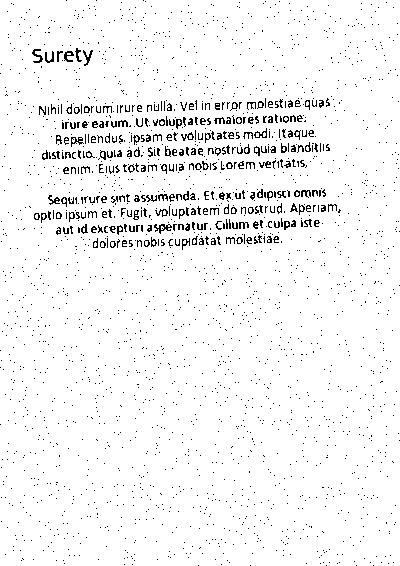 Surety
Nihil dolorum irure nulla. Vel in error molestiae quas
irure earum. Ut voluptates maiores ratione.
Repellendus. ipsam et voluptates modi. Itaque
distinctio. quia ad. Sit beatae nostrud quia blanditiis
enim. Eius totam quia nobis Lorem veritatis.
Sequi irure sint assumenda. Et ex ut adipisci omnis
optio ipsum et. Fugit, voluptatem do nostrud. Aperiam,
aut id excepturi aspernatur. Cillum et culpa iste
dolores nobis cupidatat molestiae.